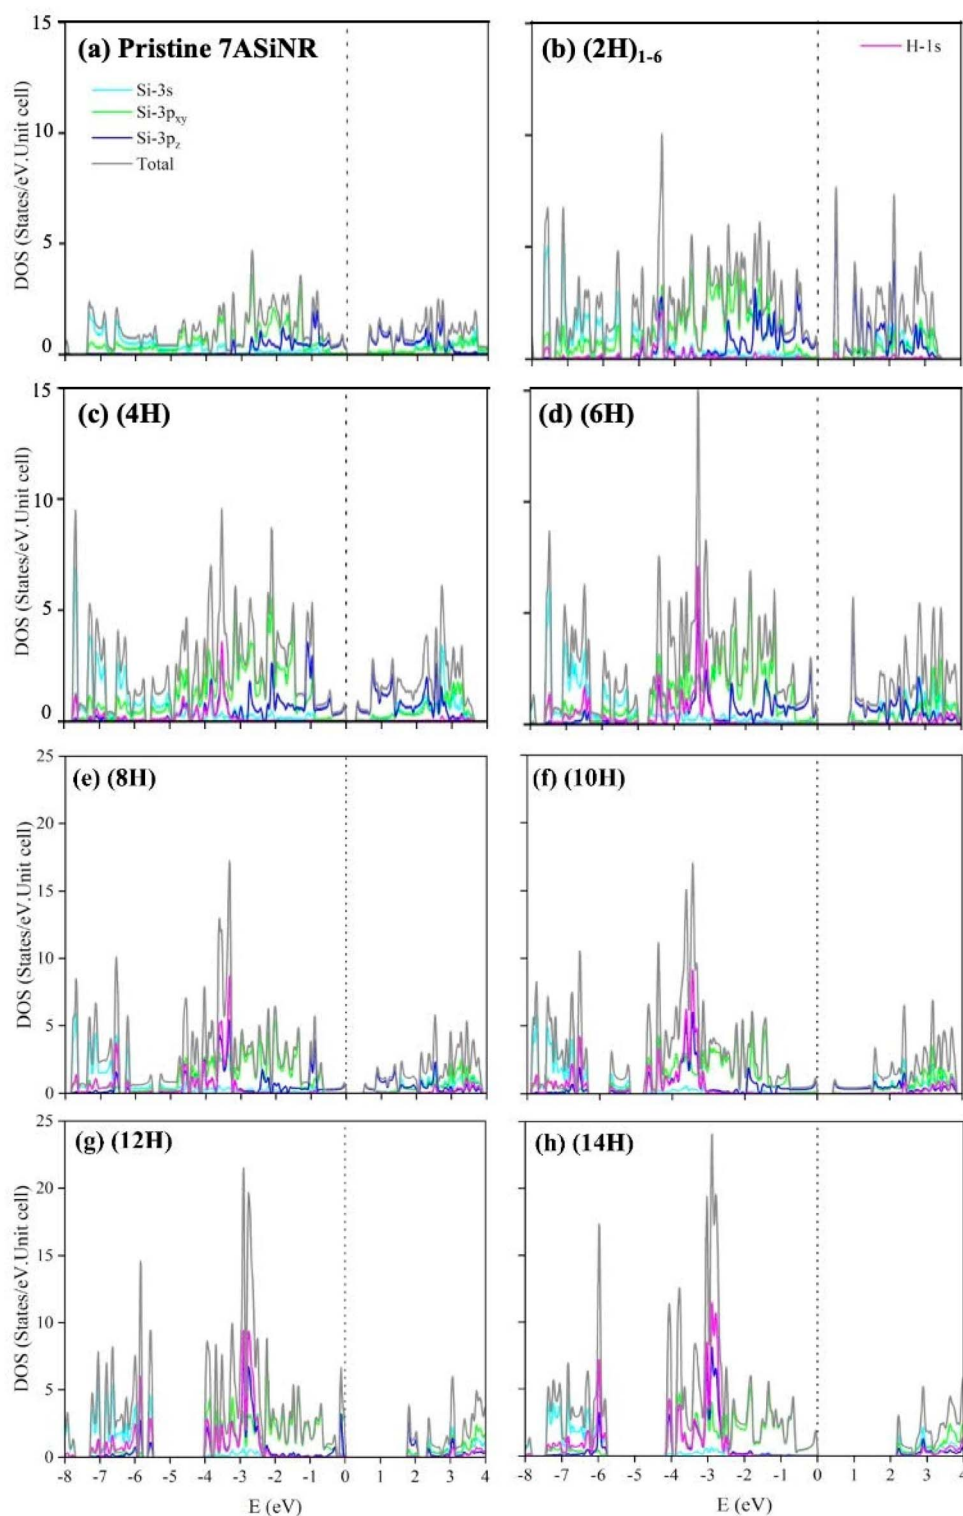 (a) Pristine 7ASiNR
Si-3s
Si-3pxy
Si-3pz
Total
DOS (States/eV.Unit cell)
15
10
5
0
(b) (2H)1-6
H-1s
(c) (4H)
DOS (States/eV.Unit cell)
15
10
5
0
(d) (6H)
(e) (8H)
DOS (States/eV.Unit cell)
25
20
15
10
5
0
(f) (10H)
(g) (12H)
DOS (States/eV.Unit cell)
25
20
15
10
5
0
(h) (14H)
-8 -7 -6 -5 -4 -3 -2 -1 0 1 2 3 4
E (eV)
-8 -7 -6 -5 -4 -3 -2 -1 0 1 2 3 4
E (eV)